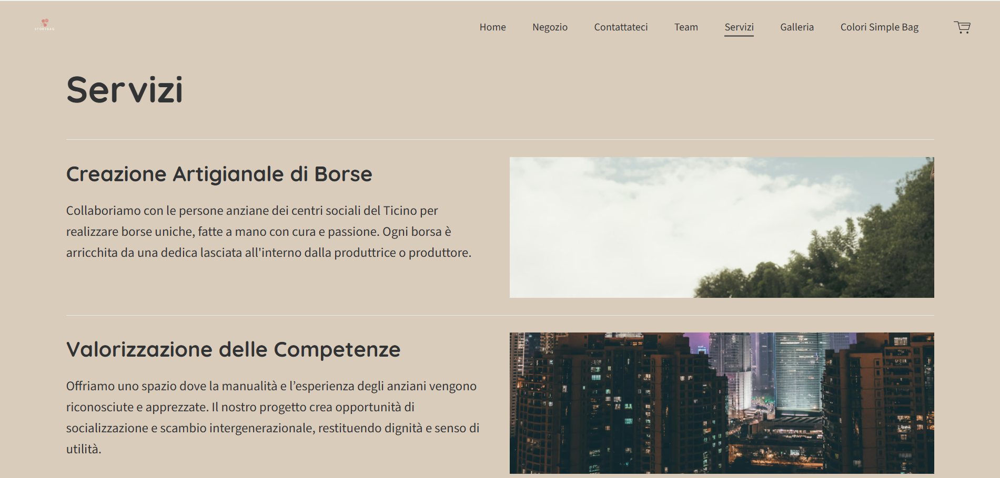 STORYBAG
Home Negozio Contattateci Team Servizi Galleria Colori Simple Bag
Servizi
Creazione Artigianale di Borse
Collaboriamo con le persone anziane dei centri sociali del Ticino per
realizzare borse uniche, fatte a mano con cura e passione. Ogni borsa è
arricchita da una dedica lasciata all'interno dalla produttrice o produttore.
Valorizzazione delle Competenze
Offriamo uno spazio dove la manualità e l’esperienza degli anziani vengono
riconosciute e apprezzate. Il nostro progetto crea opportunità di
socializzazione e scambio intergenerazionale, restituendo dignità e senso di
utilità.